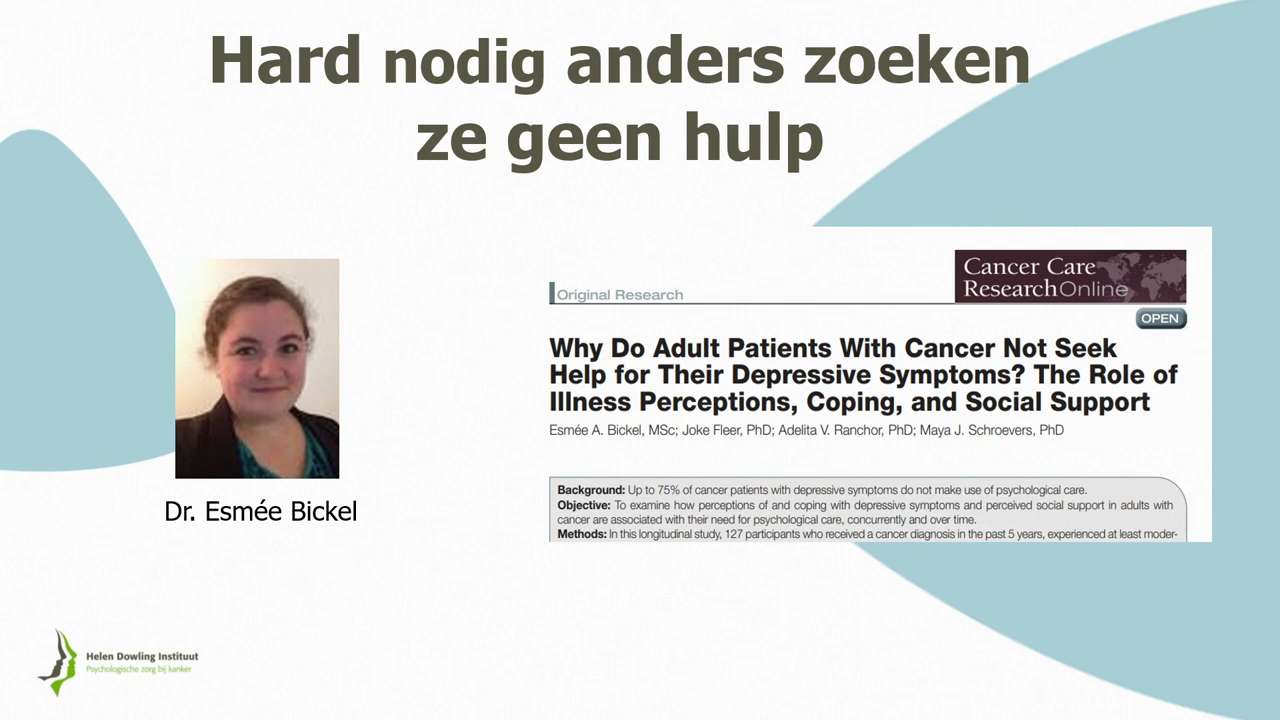 Hard nodig anders zoeken
ze geen hulp
Original Research
Cancer Care
Research Online
OPEN
Why Do Adult Patients With Cancer Not Seek
Help for Their Depressive Symptoms? The Role of
Illness Perceptions, Coping, and Social Support
Esmée A. Bickel, MSc; Joke Fleer, PhD; Adelita V. Ranchor, PhD; Maya J. Schroevers, PhD
Background: Up to 75% of cancer patients with depressive symptoms do not make use of psychological care.
Objective: To examine how perceptions of and coping with depressive symptoms and perceived social support in adults with
cancer are associated with their need for psychological care, concurrently and over time.
Methods: In this longitudinal study, 127 participants who received a cancer diagnosis in the past 5 years, experienced at least moder-
Dr. Esmée Bickel
Helen Dowling Instituut
Psychologische zorg bij kanker